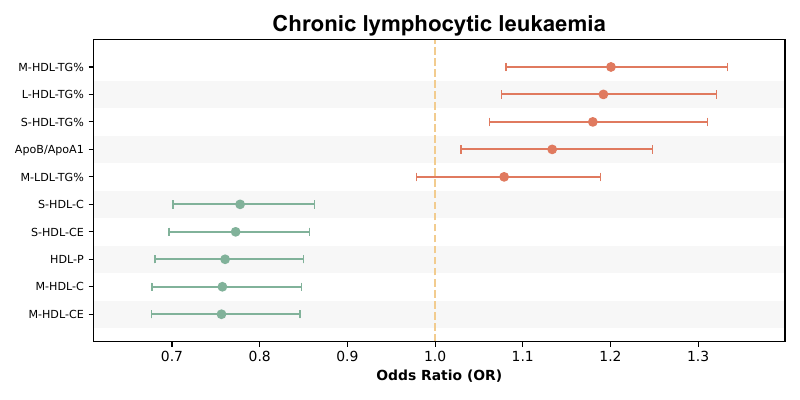 Chronic lymphocytic leukaemia
M-HDL-TG%
L-HDL-TG%
S-HDL-TG%
ApoB/ApoA1
M-LDL-TG%
S-HDL-C
S-HDL-CE
HDL-P
M-HDL-C
M-HDL-CE
0.7 0.8 0.9 1.0 1.1 1.2 1.3
Odds Ratio (OR)